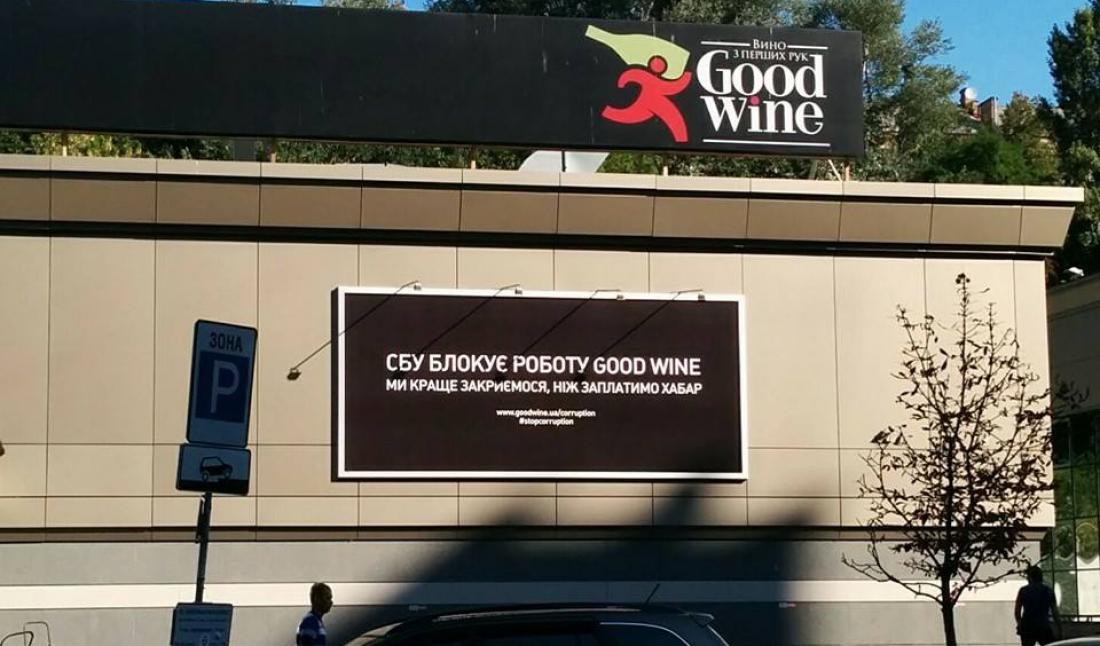 Вино
з перших рук
Good
Wine
СБУ БЛОКУЄ РОБОТУ GOOD WINE
МИ КРАЩЕ ЗАКРИЄМОСЯ, НІЖ ЗАПЛАТИМО ХАБАР
www.goodwine.ua/corruption
#stopcorruption
ЗОНА
P